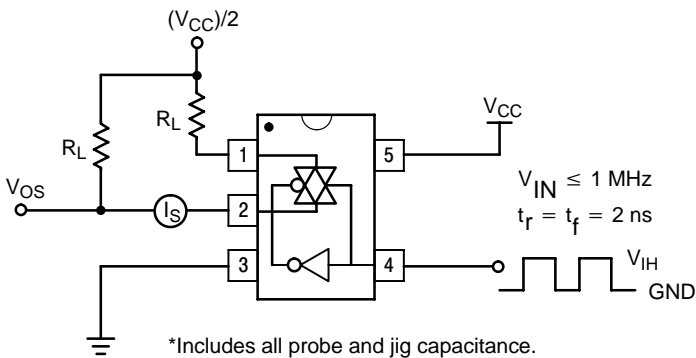 (VCC)/2
RL
RL
VCC
1
5
VOS
IS
2
VIN ≤ 1 MHz
tr = tf = 2 ns
3
4
VIH
GND
*Includes all probe and jig capacitance.